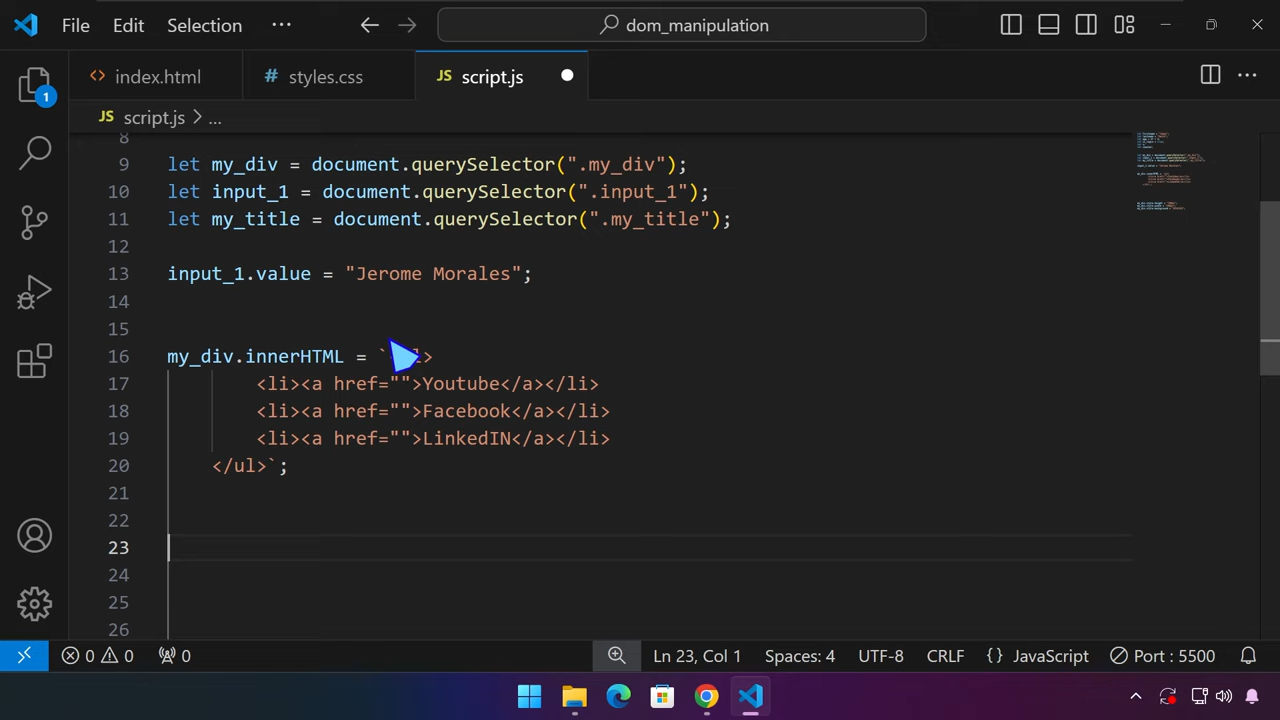 File Edit Selection ··· dom_manipulation
index.html # styles.css JS script.js
JS script.js > ...
8
9 let my_div = document.querySelector(".my_div");
10 let input_1 = document.querySelector(".input_1");
11 let my_title = document.querySelector(".my_title");
12
13 input_1.value = "Jerome Morales";
14
15
16 my_div.innerHTML = `
17 <li><a href="">Youtube</a></li>
18 <li><a href="">Facebook</a></li>
19 <li><a href="">LinkedIN</a></li>
20 </ul>`;
21
22
23
24
25
26
1
0 0 0 Ln 23, Col 1 Spaces: 4 UTF-8 CRLF {} JavaScript Port : 5500